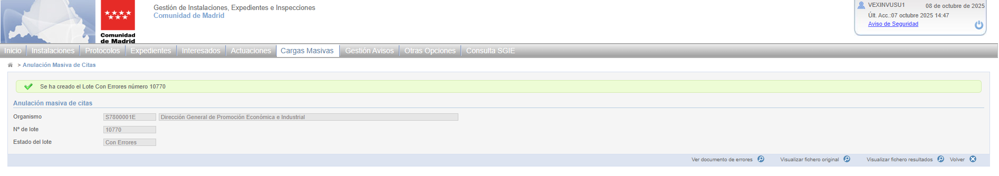 Gestión de Instalaciones, Expedientes e Inspecciones
Comunidad de Madrid
Comunidad
de Madrid
VEXINVUSU1 08 de octubre de 2025
Últ. Acc.:07 octubre 2025 14:47
Aviso de Seguridad
Inicio Instalaciones Protocolos Expedientes Interesados Actuaciones Cargas Masivas Gestión Avisos Otras Opciones Consulta SGIE
> Anulación Masiva de Citas
Se ha creado el Lote Con Errores número 10770
Anulación masiva de citas
Organismo S7800001E Dirección General de Promoción Económica e Industrial
Nº de lote 10770
Estado del lote Con Errores
Ver documento de errores Visualizar fichero original Visualizar fichero resultados Volver